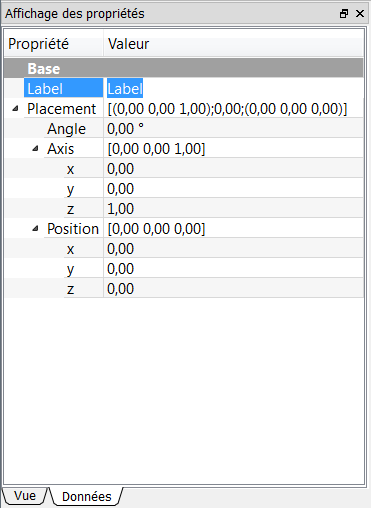 Affichage des propriétés
Propriété Valeur
Base
Label Label
Placement [(0,00 0,00 1,00);0,00;(0,00 0,00 0,00)]
Angle 0,00 °
Axis [0,00 0,00 1,00]
x 0,00
y 0,00
z 1,00
Position [0,00 0,00 0,00]
x 0,00
y 0,00
z 0,00
Vue Données